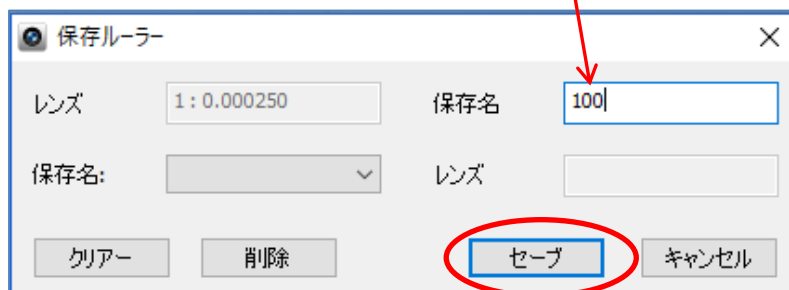 保存ルーラー
レンズ 1 : 0.000250 保存名 100
保存名: レンズ
クリアー 削除 セーブ キャンセル